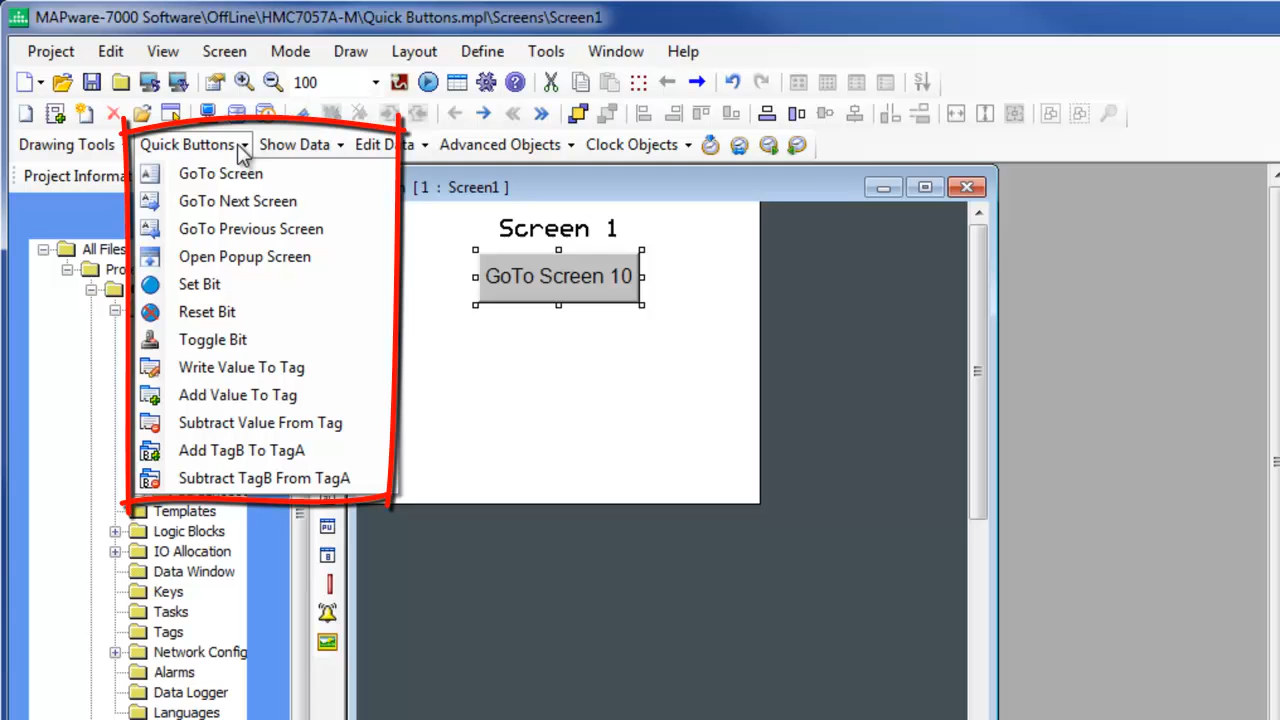 MAPware-7000 Software\OffLine\HMC7057A-M\Quick Buttons.mpl\Screens\Screen1
Project Edit View Screen Mode Draw Layout Define Tools Window Help
100
Drawing Tools Quick Buttons Show Data Edit Data Advanced Objects Clock Objects
Project Informa
[ 1 : Screen1 ]
GoTo Screen
GoTo Next Screen
GoTo Previous Screen
Open Popup Screen
Set Bit
Reset Bit
Toggle Bit
Write Value To Tag
Add Value To Tag
Subtract Value From Tag
Add TagB To TagA
Subtract TagB From TagA
Screen 1
GoTo Screen 10
All Files
Pro
Templates
Logic Blocks
IO Allocation
Data Window
Keys
Tasks
Tags
Network Config
Alarms
Data Logger
Languages
PU